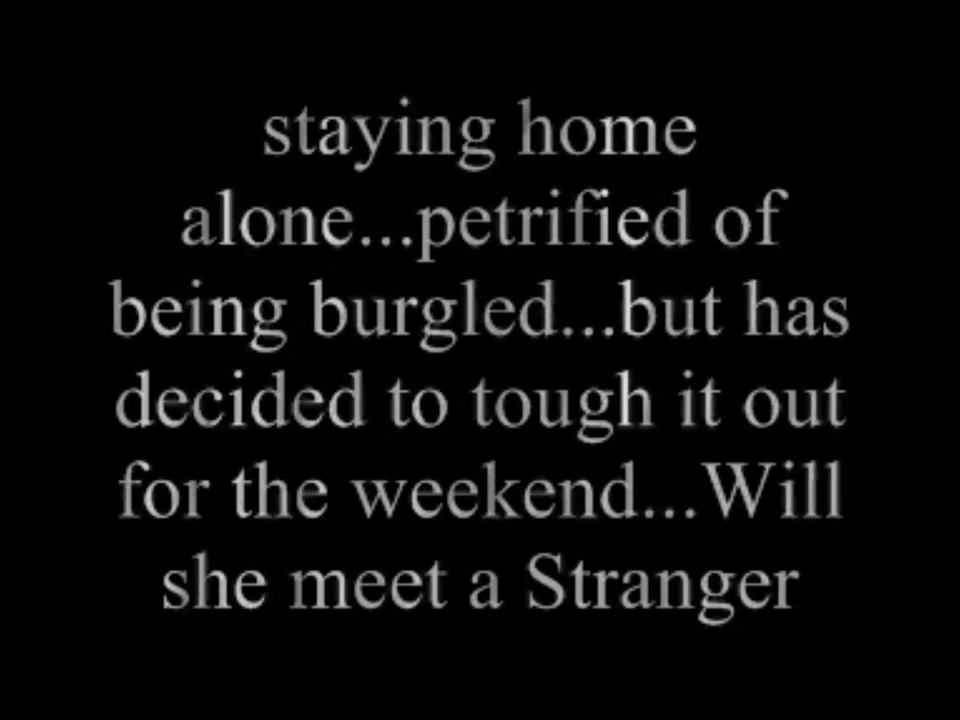 staying home
alone...petrified of
being burgled...but has
decided to tough it out
for the weekend...Will
she meet a Stranger